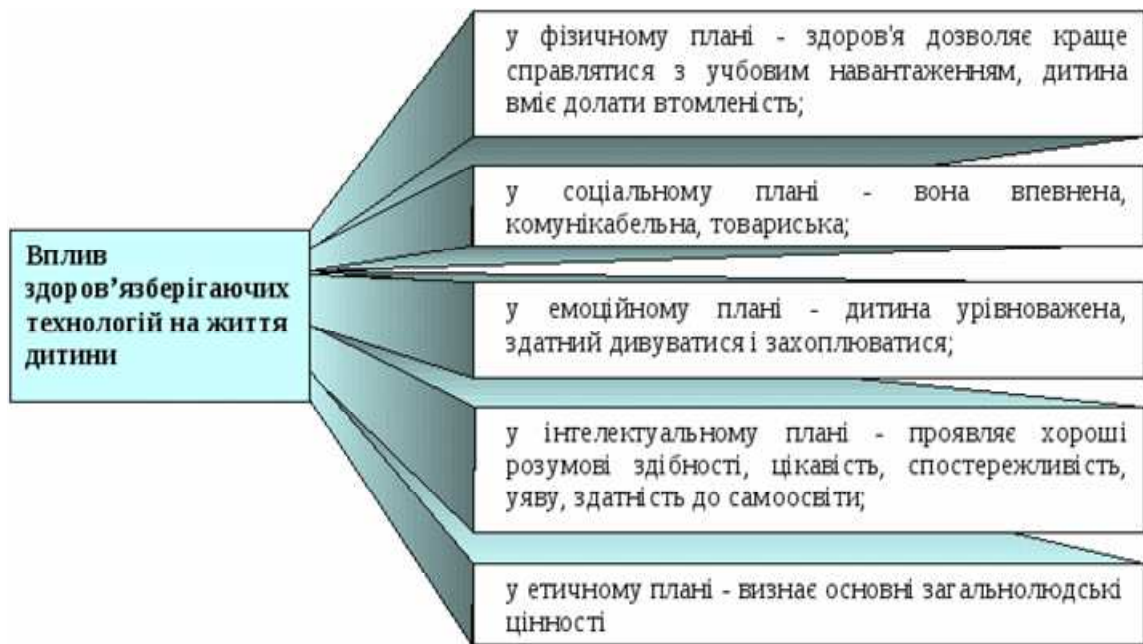 Вплив
здоров’язберігаючих
технологій на життя
дитини
у фізичному плані - здоров'я дозволяє краще
справлятися з учбовим навантаженням, дитина
вміє долати втомленість;
у соціальному плані - вона впевнена,
комунікабельна, товариська;
у емоційному плані - дитина урівноважена,
здатний дивуватися і захоплюватися;
у інтелектуальному плані - проявляє хороші
розумові здібності, цікавість, спостережливість,
уяву, здатність до самоосвіти;
у етичному плані - визнає основні загальнолюдські
цінності